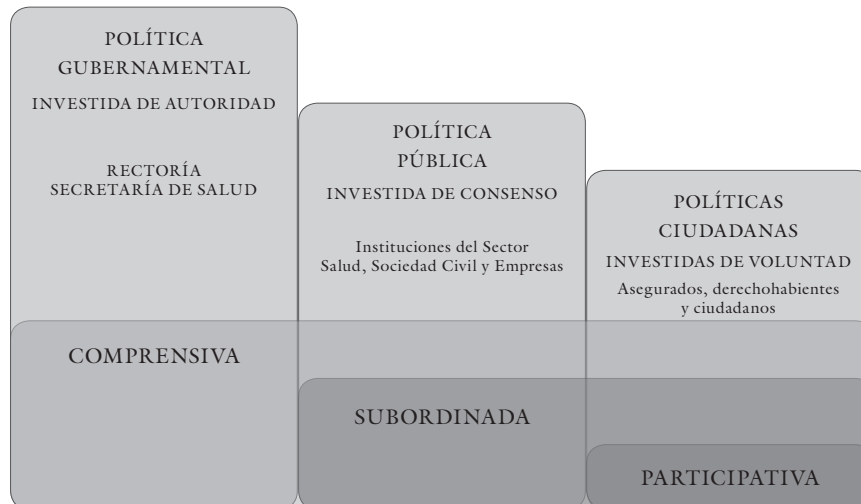 POLÍTICA
GUBERNAMENTAL
INVESTIDA DE AUTORIDAD
RECTORÍA
SECRETARÍA DE SALUD
POLÍTICA
PÚBLICA
INVESTIDA DE CONSENSO
Instituciones del Sector
Salud, Sociedad Civil y Empresas
POLÍTICAS
CIUDADANAS
INVESTIDAS DE VOLUNTAD
Asegurados, derechohabientes
y ciudadanos
COMPRENSIVA
SUBORDINADA
PARTICIPATIVA